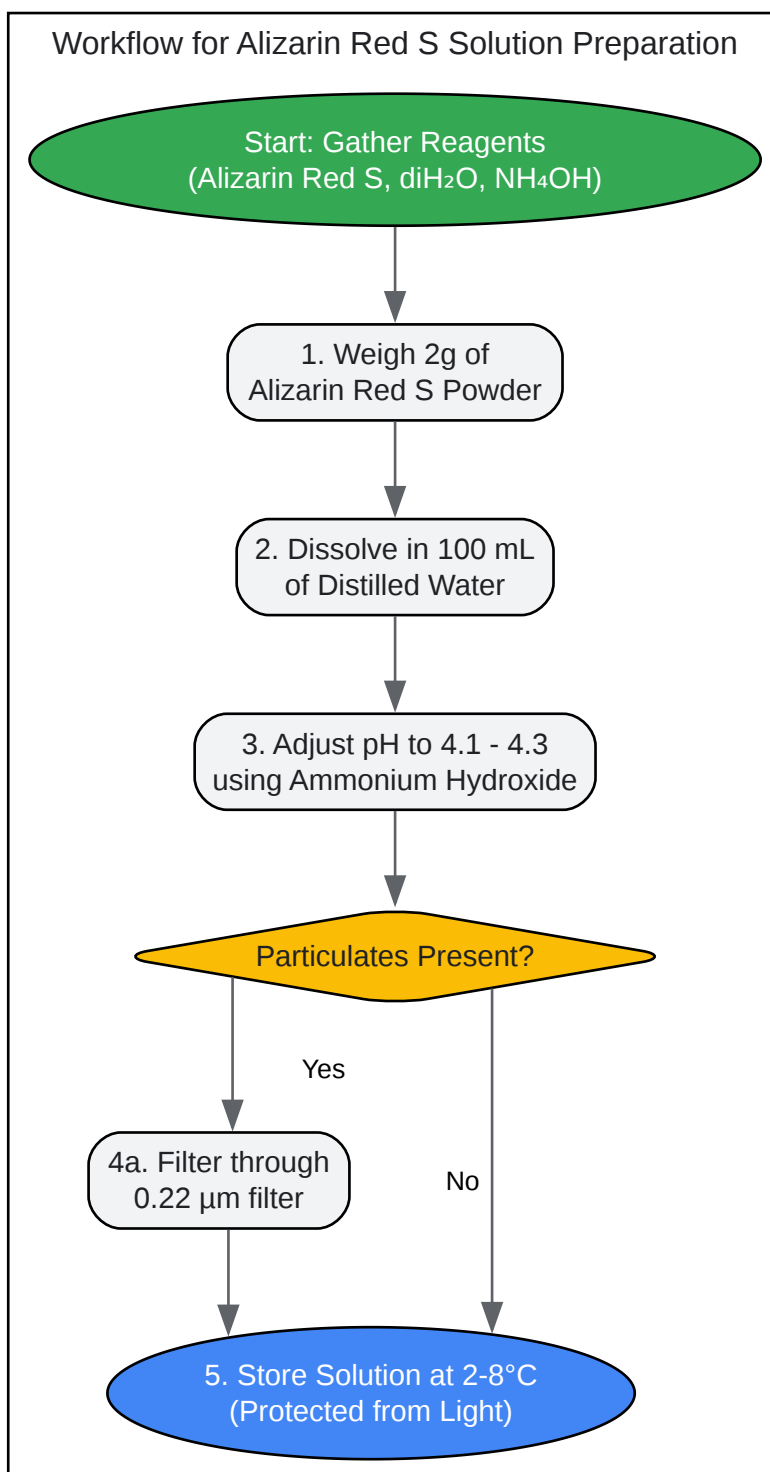 Workflow for Alizarin Red S Solution Preparation
Start: Gather Reagents
(Alizarin Red S, diH₂O, NH₄OH)
1. Weigh 2g of
Alizarin Red S Powder
2. Dissolve in 100 mL
of Distilled Water
3. Adjust pH to 4.1 - 4.3
using Ammonium Hydroxide
Particulates Present?
Yes
4a. Filter through
0.22 µm filter
No
5. Store Solution at 2-8°C
(Protected from Light)